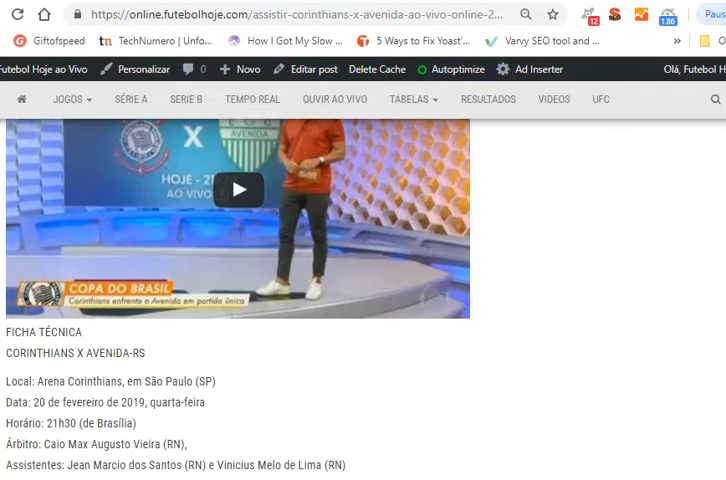 https://online.futebolhoje.com/assistir-corinthians-x-avenida-ao-vivo-online-2...
12
1.86
Paus
Giftofspeed
TechNumero | Unfo...
How I Got My Slow ...
5 Ways to Fix Yoast'...
Varvy SEO tool and ...
»
O
Futebol Hoje ao Vivo
Personalizar
0
+ Novo
Editar post
Delete Cache
Autoptimize
Ad Inserter
Olá, Futebol H
JOGOS
SÉRIE A
SERIE B
TEMPO REAL
OUVIR AO VIVO
TABELAS
RESULTADOS
VIDEOS
UFC
X
AVENIDA
HOJE - 21
AO VIVO
COPA DO BRASIL
Corinthians enfrenta o Avenida em partida única
FICHA TÉCNICA
CORINTHIANS X AVENIDA-RS
Local: Arena Corinthians, em São Paulo (SP)
Data: 20 de fevereiro de 2019, quarta-feira
Horário: 21h30 (de Brasília)
Árbitro: Caio Max Augusto Vieira (RN),
Assistentes: Jean Marcio dos Santos (RN) e Vinicius Melo de Lima (RN)